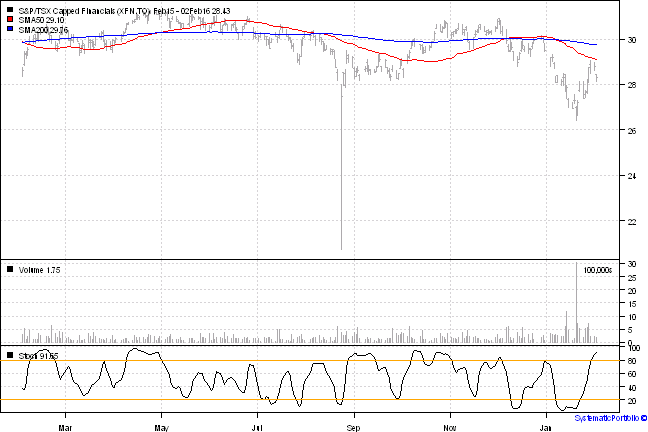 S&P/TSX Capped Financials (XFN.TO): Feb15 - 02Feb16 28.43
SMA50 29.10
SMA200 29.76
30
28
26
24
22
Volume 1.75
100,000s
30
25
20
15
10
5
0
Stoch 91.65
100
80
60
40
20
Mar May Jul Sep Nov Jan
SystematicPortfolio ©